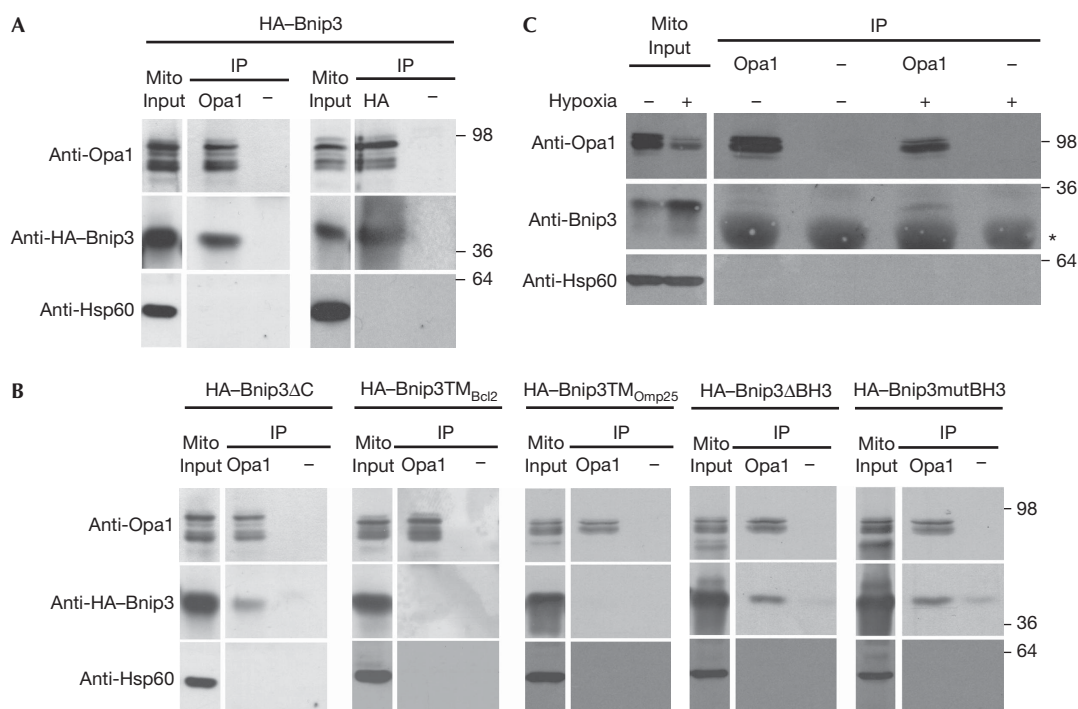 A
HA–Bnip3
Mito Input
IP
Opa1
–
Mito Input
IP
HA
–
Anti-Opa1
98
Anti-HA–Bnip3
36
64
Anti-Hsp60
C
Mito Input
IP
Opa1
–
Opa1
–
Hypoxia
– + – – + +
Anti-Opa1
98
36
Anti-Bnip3
*
64
Anti-Hsp60
B
HA–Bnip3ΔC
HA–Bnip3TM_Bcl2
HA–Bnip3TM_Omp25
HA–Bnip3ΔBH3
HA–Bnip3mutBH3
Mito Input
IP
Opa1
–
Mito Input
IP
Opa1
–
Mito Input
IP
Opa1
–
Mito Input
IP
Opa1
–
Mito Input
IP
Opa1
–
Anti-Opa1
98
Anti-HA–Bnip3
36
64
Anti-Hsp60